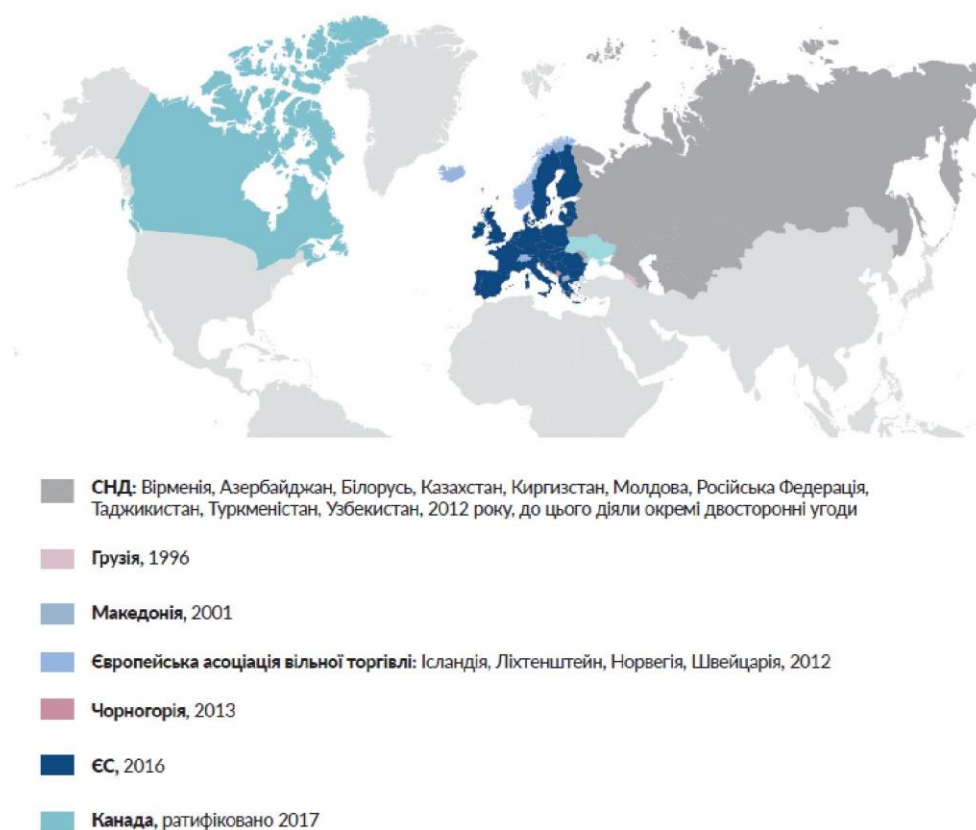 СНД: Вірменія, Азербайджан, Білорусь, Казахстан, Киргизстан, Молдова, Російська Федерація,
Таджикистан, Туркменістан, Узбекистан, 2012 року, до цього діяли окремі двосторонні угоди
Грузія, 1996
Македонія, 2001
Європейська асоціація вільної торгівлі: Ісландія, Ліхтенштейн, Норвегія, Швейцарія, 2012
Чорногорія, 2013
ЄС, 2016
Канада, ратифіковано 2017